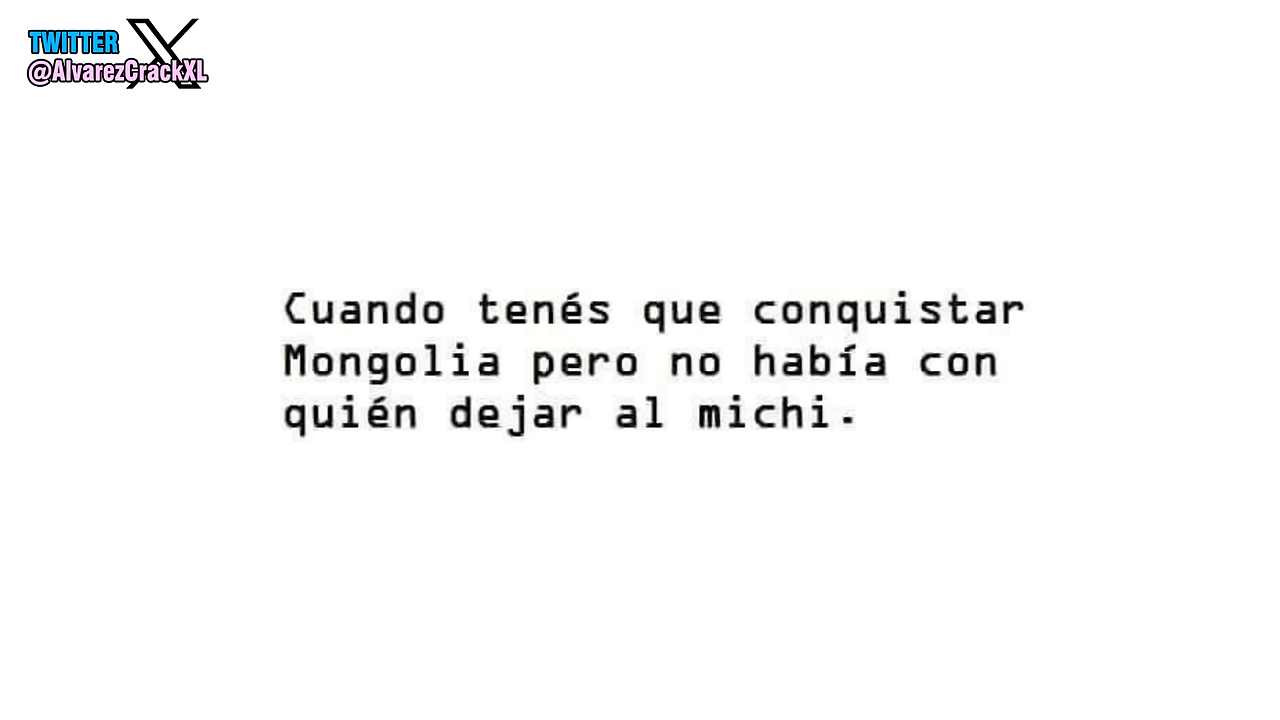 TWITTER
@AlvarezCrackXL
Cuando tenés que conquistar
Mongolia pero no había con
quién dejar al michi.